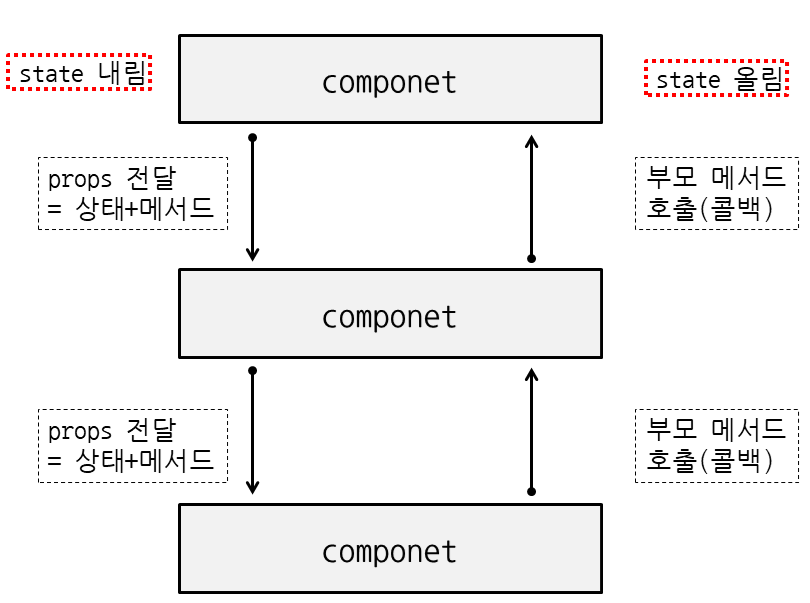 state 내림
componet
state 올림
props 전달
= 상태+메서드
부모 메서드
호출(콜백)
componet
props 전달
= 상태+메서드
부모 메서드
호출(콜백)
componet